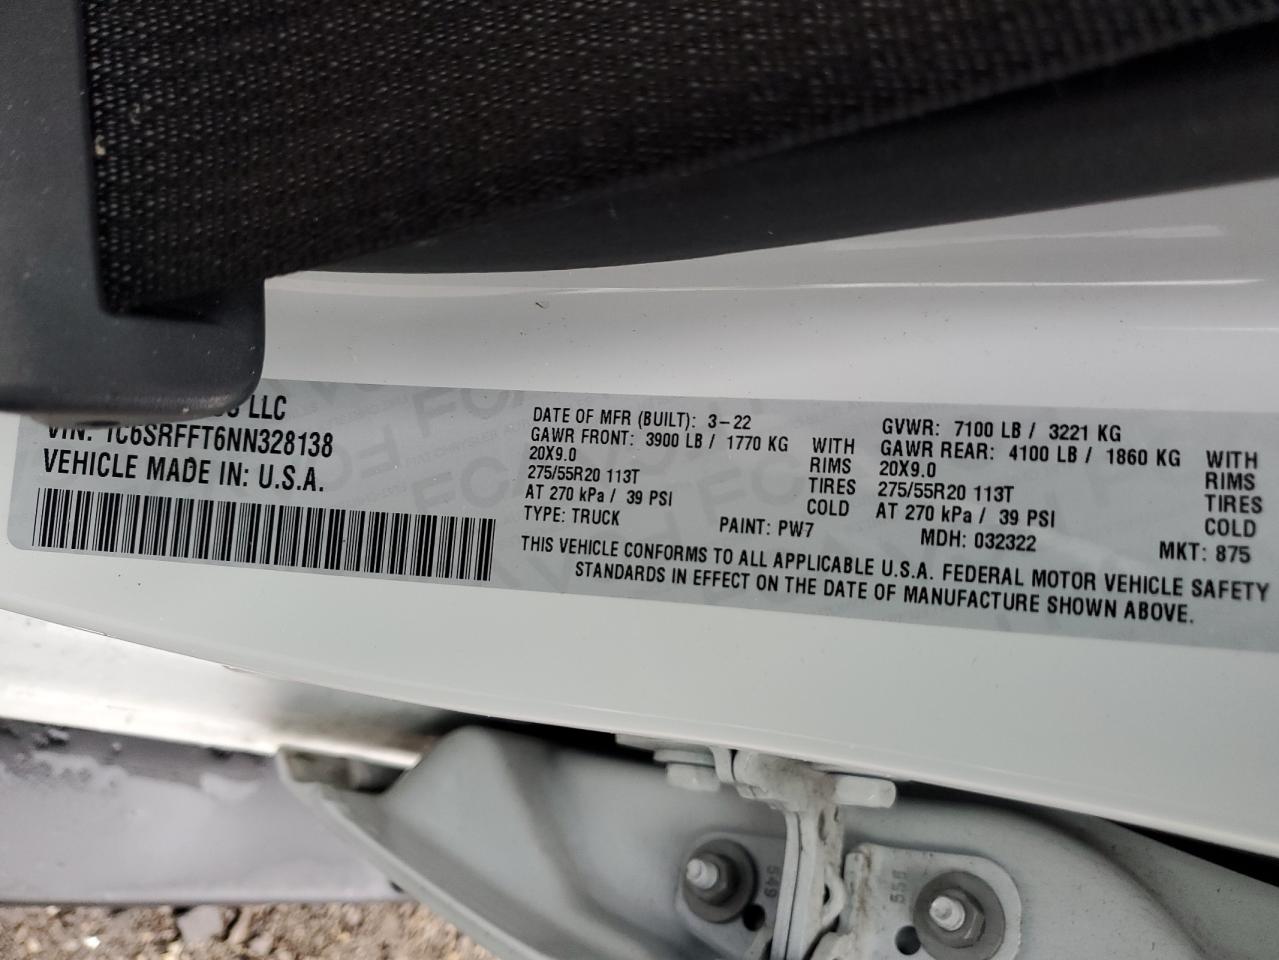 LLC
VIN: 1C6SRFFT6NN328138
VEHICLE MADE IN: U.S.A.
DATE OF MFR (BUILT): 3-22
GAWR FRONT: 3900 LB / 1770 KG WITH
20X9.0 RIMS
275/55R20 113T TIRES
AT 270 kPa / 39 PSI COLD
TYPE: TRUCK PAINT: PW7
GVWR: 7100 LB / 3221 KG
GAWR REAR: 4100 LB / 1860 KG WITH
20X9.0 RIMS
275/55R20 113T TIRES
AT 270 kPa / 39 PSI COLD
MDH: 032322 MKT: 875
THIS VEHICLE CONFORMS TO ALL APPLICABLE U.S.A. FEDERAL MOTOR VEHICLE SAFETY
STANDARDS IN EFFECT ON THE DATE OF MANUFACTURE SHOWN ABOVE.